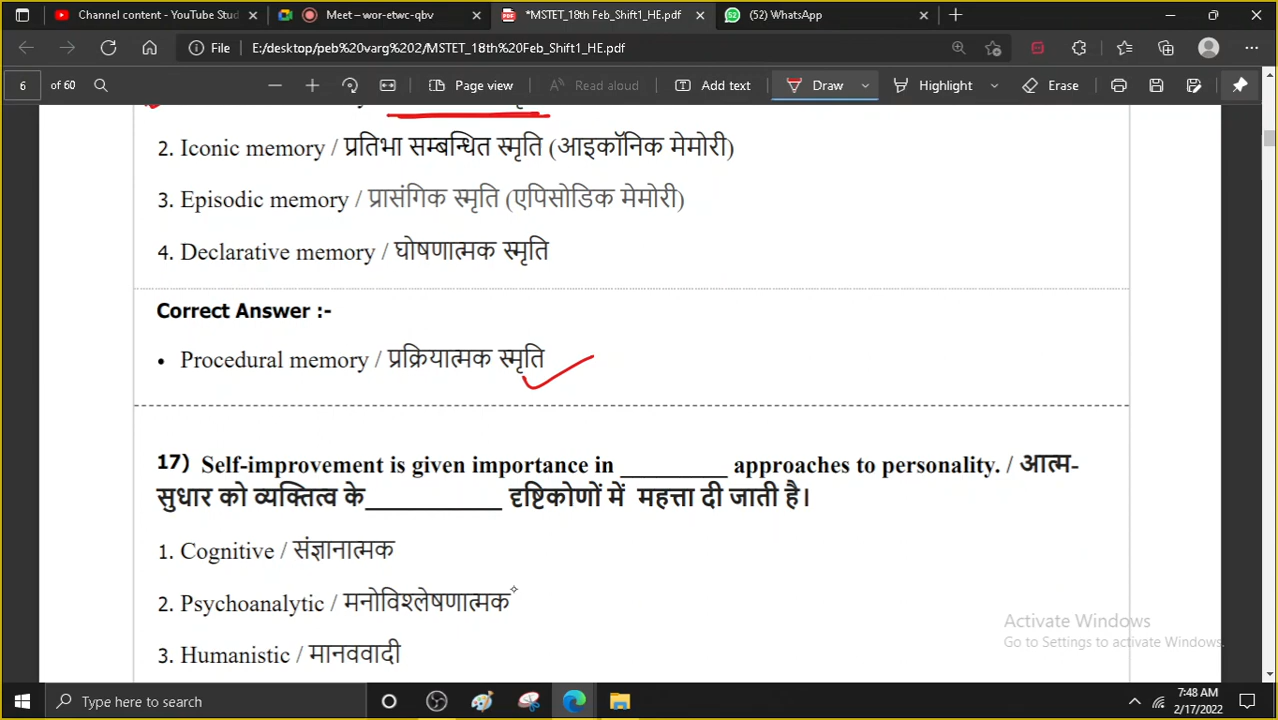 Channel content - YouTube Stud
Meet – wor-etwc-qbv
*MSTET_18th Feb_Shift1_HE.pdf
(52) WhatsApp
File
E:/desktop/peb%20varg%202/MSTET_18th%20Feb_Shift1_HE.pdf
6 of 60
Page view
Read aloud
Add text
Draw
Highlight
Erase
2. Iconic memory / प्रतिभा सम्बन्धित स्मृति (आइकॉनिक मेमोरी)
3. Episodic memory / प्रासंगिक स्मृति (एपिसोडिक मेमोरी)
4. Declarative memory / घोषणात्मक स्मृति
Correct Answer :-
• Procedural memory / प्रक्रियात्मक स्मृति
17) Self-improvement is given importance in _________ approaches to personality. / आत्म-
सुधार को व्यक्तित्व के___________ दृष्टिकोणों में महत्ता दी जाती है।
1. Cognitive / संज्ञानात्मक
2. Psychoanalytic / मनोविश्लेषणात्मक
3. Humanistic / मानववादी
Activate Windows
Go to Settings to activate Windows.
Type here to search
7:48 AM
2/17/2022